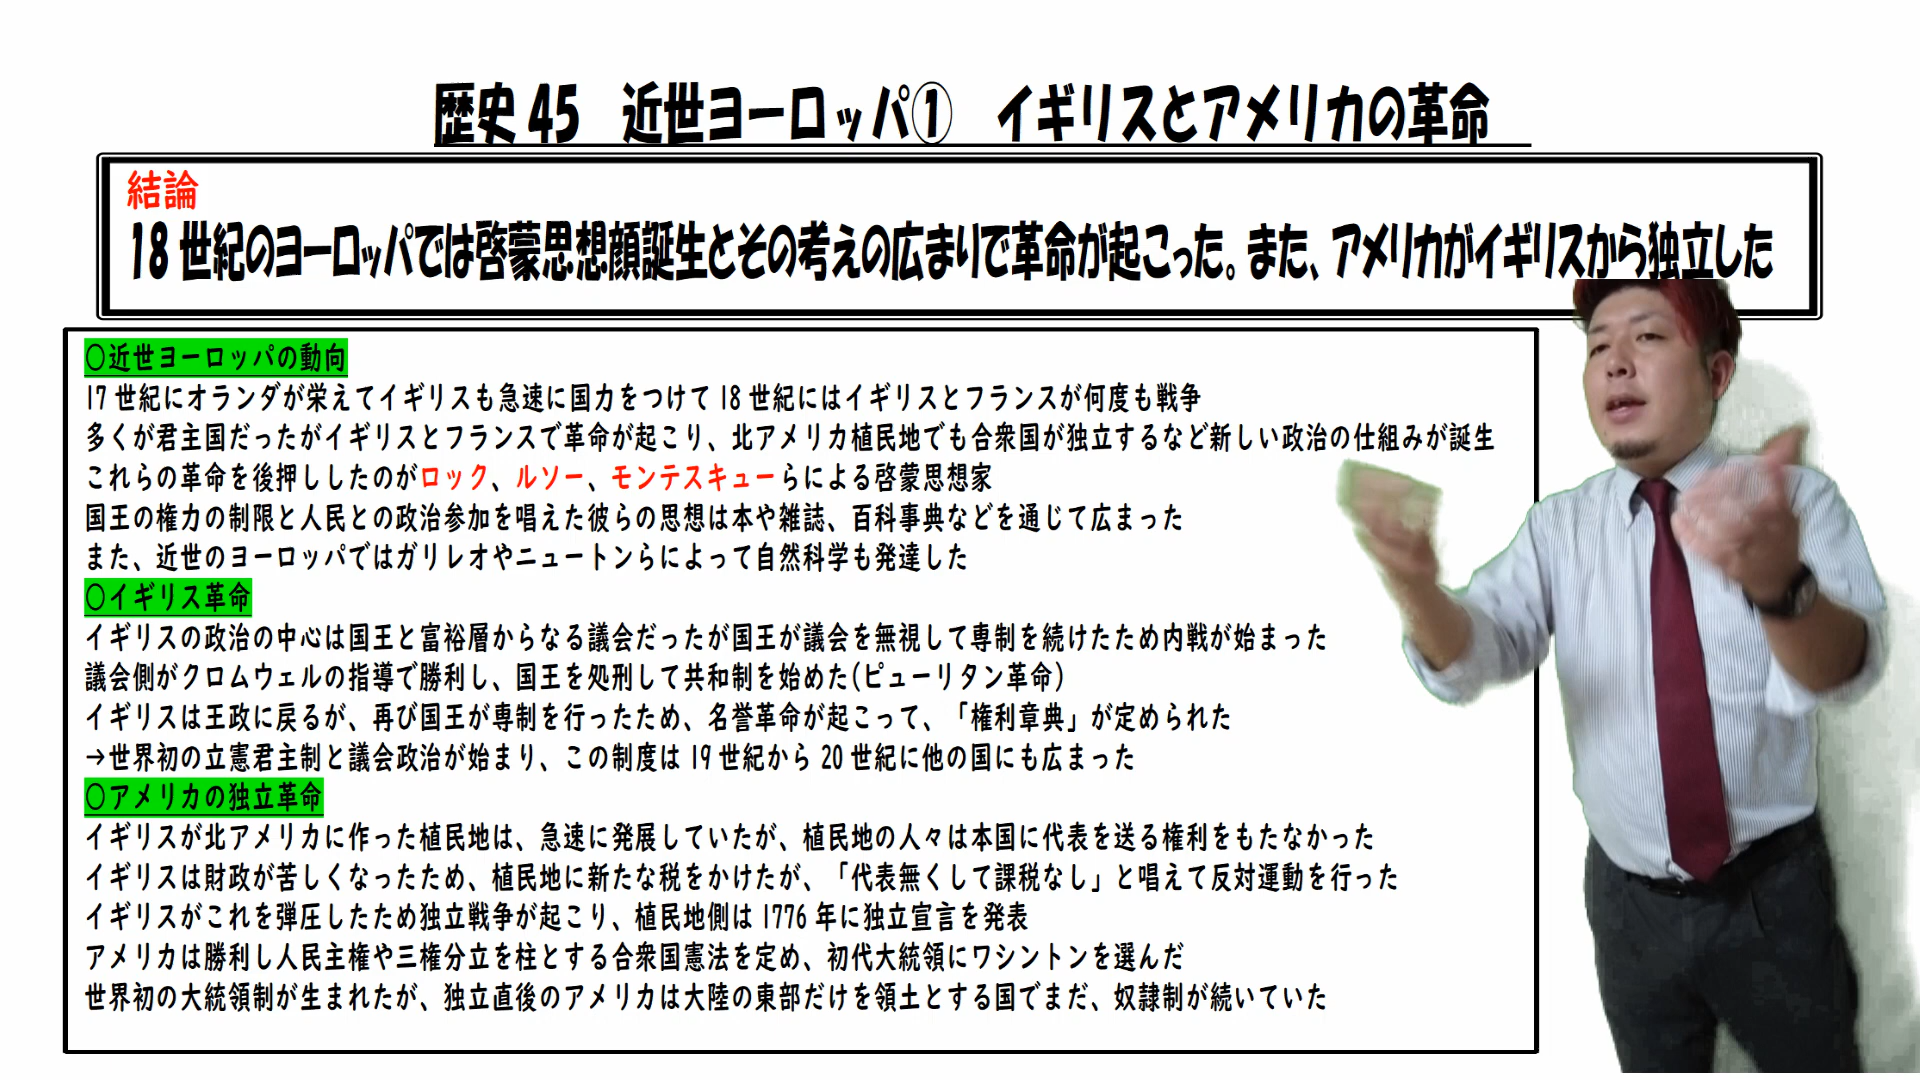 歴史45　近世ヨーロッパ①　イギリスとアメリカの革命
結論
18世紀のヨーロッパでは啓蒙思想顔誕生とその考えの広まりで革命が起こった。また、アメリカがイギリスから独立した
○近世ヨーロッパの動向
17世紀にオランダが栄えてイギリスも急速に国力をつけて18世紀にはイギリスとフランスが何度も戦争
多くが君主国だったがイギリスとフランスで革命が起こり、北アメリカ植民地でも合衆国が独立するなど新しい政治の仕組みが誕生
これらの革命を後押ししたのがロック、ルソー、モンテスキューらによる啓蒙思想家
国王の権力の制限と人民との政治参加を唱えた彼らの思想は本や雑誌、百科事典などを通じて広まった
また、近世のヨーロッパではガリレオやニュートンらによって自然科学も発達した
○イギリス革命
イギリスの政治の中心は国王と富裕層からなる議会だったが国王が議会を無視して専制を続けたため内戦が始まった
議会側がクロムウェルの指導で勝利し、国王を処刑して共和制を始めた(ピューリタン革命)
イギリスは王政に戻るが、再び国王が専制を行ったため、名誉革命が起こって、「権利章典」が定められた
→世界初の立憲君主制と議会政治が始まり、この制度は19世紀から20世紀に他の国にも広まった
○アメリカの独立革命
イギリスが北アメリカに作った植民地は、急速に発展していたが、植民地の人々は本国に代表を送る権利をもたなかった
イギリスは財政が苦しくなったため、植民地に新たな税をかけたが、「代表無くして課税なし」と唱えて反対運動を行った
イギリスがこれを弾圧したため独立戦争が起こり、植民地側は1776年に独立宣言を発表
アメリカは勝利し人民主権や三権分立を柱とする合衆国憲法を定め、初代大統領にワシントンを選んだ
世界初の大統領制が生まれたが、独立直後のアメリカは大陸の東部だけを領土とする国でまだ、奴隷制が続いていた